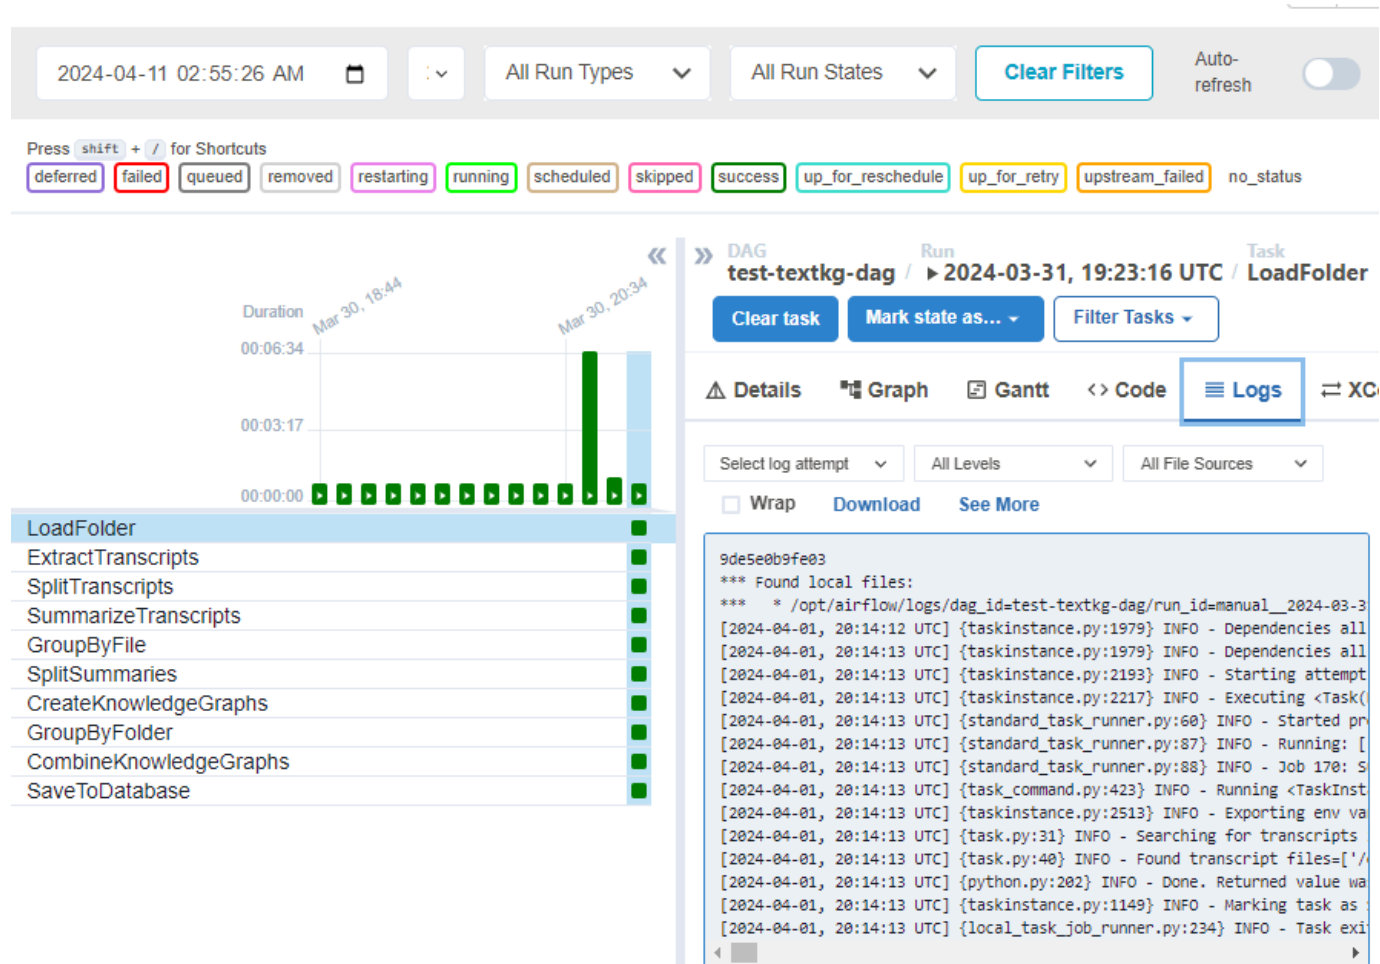 2024-04-11 02:55:26 AM
All Run Types
All Run States
Clear Filters
Auto-
refresh
Press shift + / for Shortcuts
deferred failed queued removed restarting running scheduled skipped success up_for_reschedule up_for_retry upstream_failed no_status
Duration
Mar 30, 18:44
Mar 30, 20:34
00:06:34
00:03:17
00:00:00
LoadFolder
ExtractTranscripts
SplitTranscripts
SummarizeTranscripts
GroupByFile
SplitSummaries
CreateKnowledgeGraphs
GroupByFolder
CombineKnowledgeGraphs
SaveToDatabase
DAG Run Task
test-textkg-dag / 2024-03-31, 19:23:16 UTC / LoadFolder
Clear task Mark state as... Filter Tasks
Details Graph Gantt <> Code Logs XC
Select log attempt All Levels All File Sources
Wrap Download See More
9de5e0b9fe03
*** Found local files:
***   * /opt/airflow/logs/dag_id=test-textkg-dag/run_id=manual__2024-03-3
[2024-04-01, 20:14:12 UTC] {taskinstance.py:1979} INFO - Dependencies all
[2024-04-01, 20:14:13 UTC] {taskinstance.py:1979} INFO - Dependencies all
[2024-04-01, 20:14:13 UTC] {taskinstance.py:2193} INFO - Starting attempt
[2024-04-01, 20:14:13 UTC] {taskinstance.py:2217} INFO - Executing <Task(
[2024-04-01, 20:14:13 UTC] {standard_task_runner.py:60} INFO - Started pr
[2024-04-01, 20:14:13 UTC] {standard_task_runner.py:87} INFO - Running: [
[2024-04-01, 20:14:13 UTC] {standard_task_runner.py:88} INFO - Job 170: S
[2024-04-01, 20:14:13 UTC] {task_command.py:423} INFO - Running <TaskInst
[2024-04-01, 20:14:13 UTC] {taskinstance.py:2513} INFO - Exporting env va
[2024-04-01, 20:14:13 UTC] {task.py:31} INFO - Searching for transcripts
[2024-04-01, 20:14:13 UTC] {task.py:40} INFO - Found transcript files=['/
[2024-04-01, 20:14:13 UTC] {python.py:202} INFO - Done. Returned value wa
[2024-04-01, 20:14:13 UTC] {taskinstance.py:1149} INFO - Marking task as
[2024-04-01, 20:14:13 UTC] {local_task_job_runner.py:234} INFO - Task exi